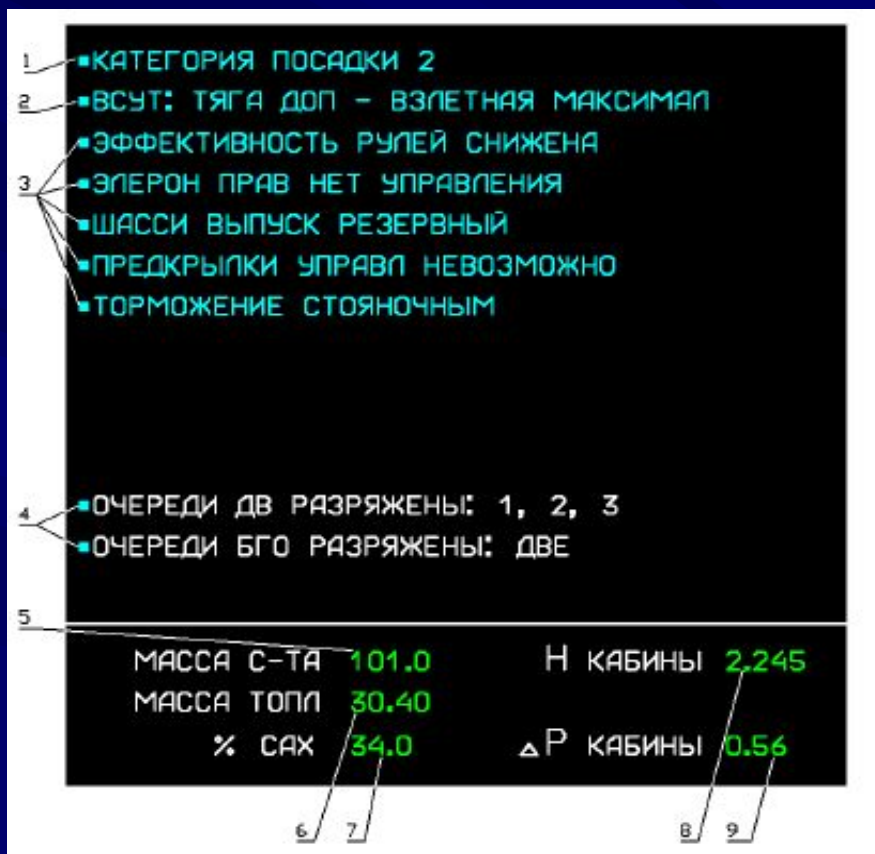 1 ▪КАТЕГОРИЯ ПОСАДКИ 2
2 ▪ВСУТ: ТЯГА ДОП - ВЗЛЕТНАЯ МАКСИМАЛ
▪ЭФФЕКТИВНОСТЬ РУЛЕЙ СНИЖЕНА
3 ▪ЭЛЕРОН ПРАВ НЕТ УПРАВЛЕНИЯ
▪ШАССИ ВЫПУСК РЕЗЕРВНЫЙ
▪ПРЕДКРЫЛКИ УПРАВЛ НЕВОЗМОЖНО
▪ТОРМОЖЕНИЕ СТОЯНОЧНЫМ
▪ОЧЕРЕДИ ДВ РАЗРЯЖЕНЫ: 1, 2, 3
4
▪ОЧЕРЕДИ БГО РАЗРЯЖЕНЫ: ДВЕ
5
МАССА С-ТА 101.0 Н КАБИНЫ 2.245
МАССА ТОПЛ 30.40
% САХ 34.0 △Р КАБИНЫ 0.56
6 7 8 9